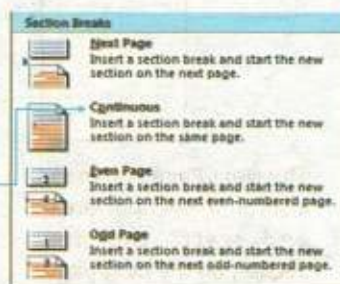 Section Breaks
Next Page
Insert a section break and start the new
section on the next page.
Continuous
Insert a section break and start the new
section on the same page.
Even Page
Insert a section break and start the new
section on the next even-numbered page.
Odd Page
Insert a section break and start the new
section on the next odd-numbered page.